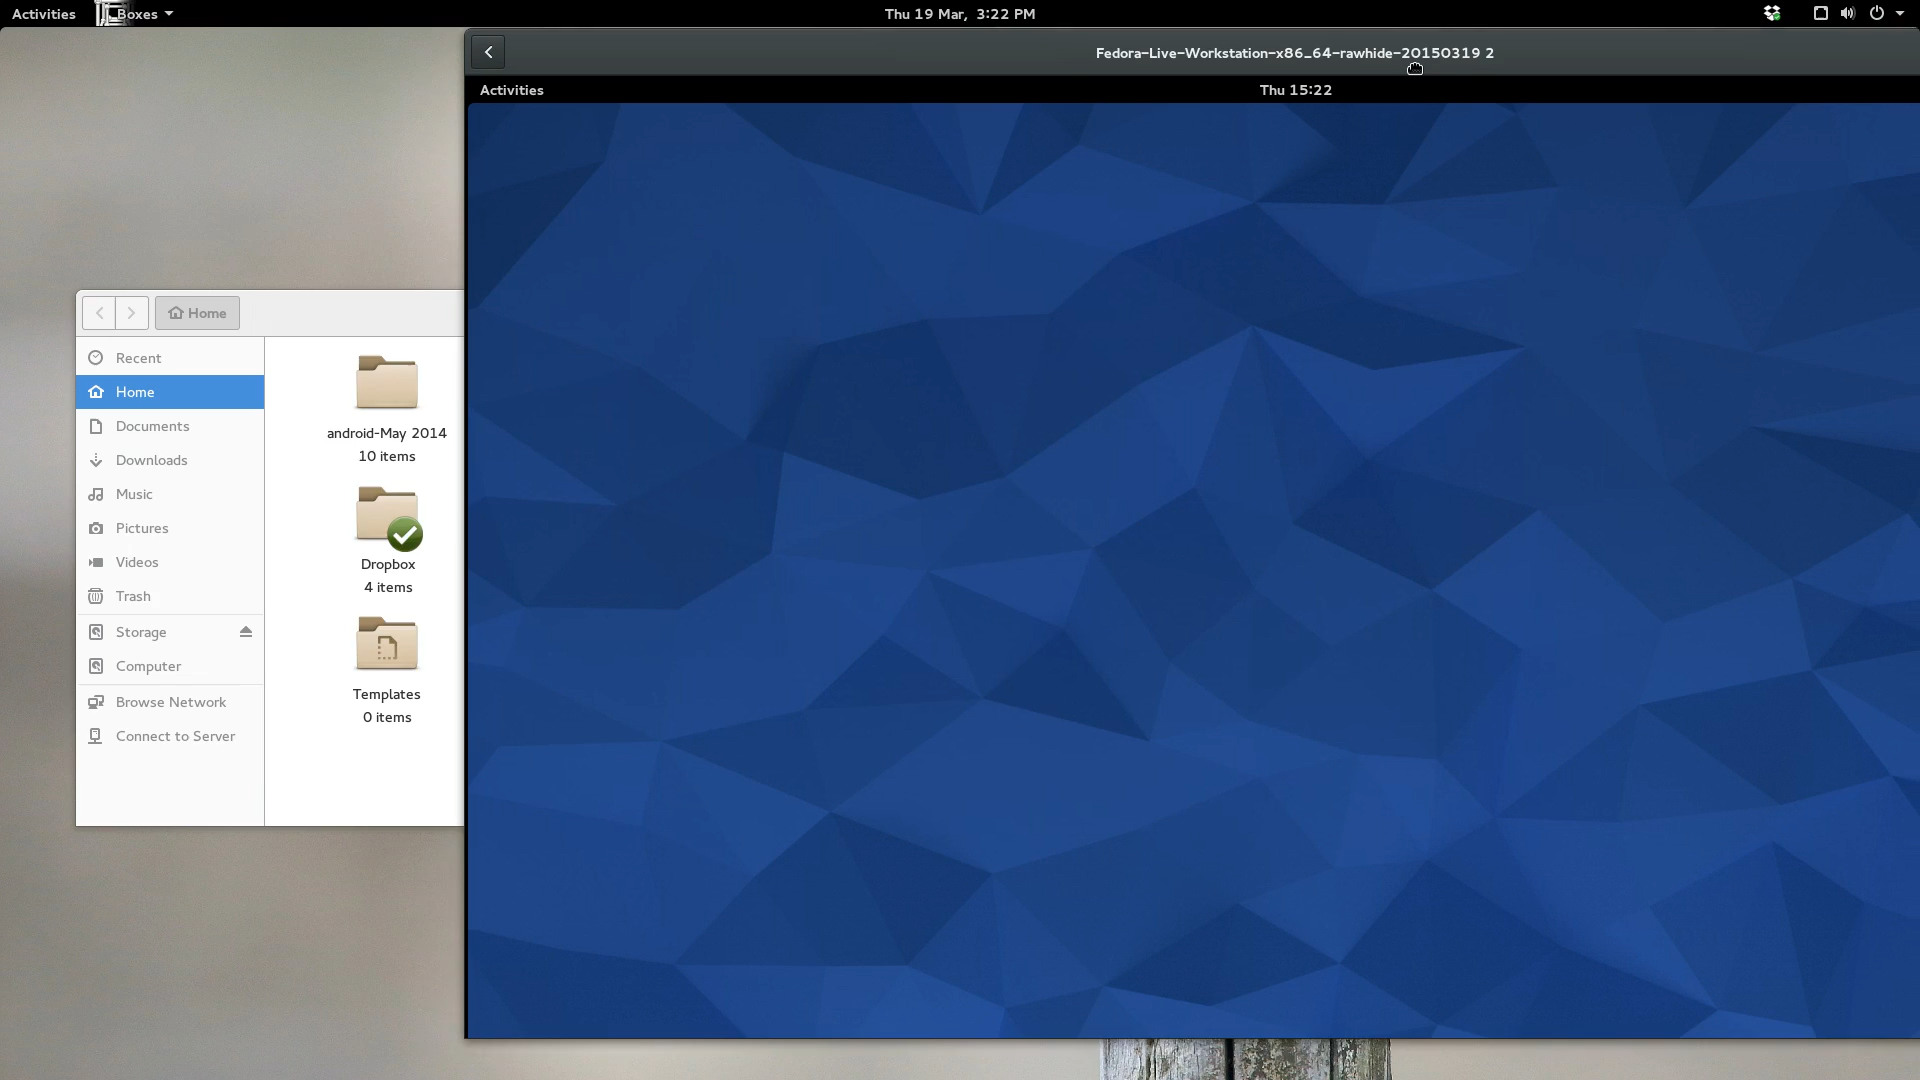 Activities
Boxes
Thu 19 Mar, 3:22 PM
Fedora-Live-Workstation-x86_64-rawhide-20150319 2
Activities
Thu 15:22
Home
Recent
Home
Documents
Downloads
Music
Pictures
Videos
Trash
Storage
Computer
Browse Network
Connect to Server
android-May 2014
10 items
Dropbox
4 items
Templates
0 items